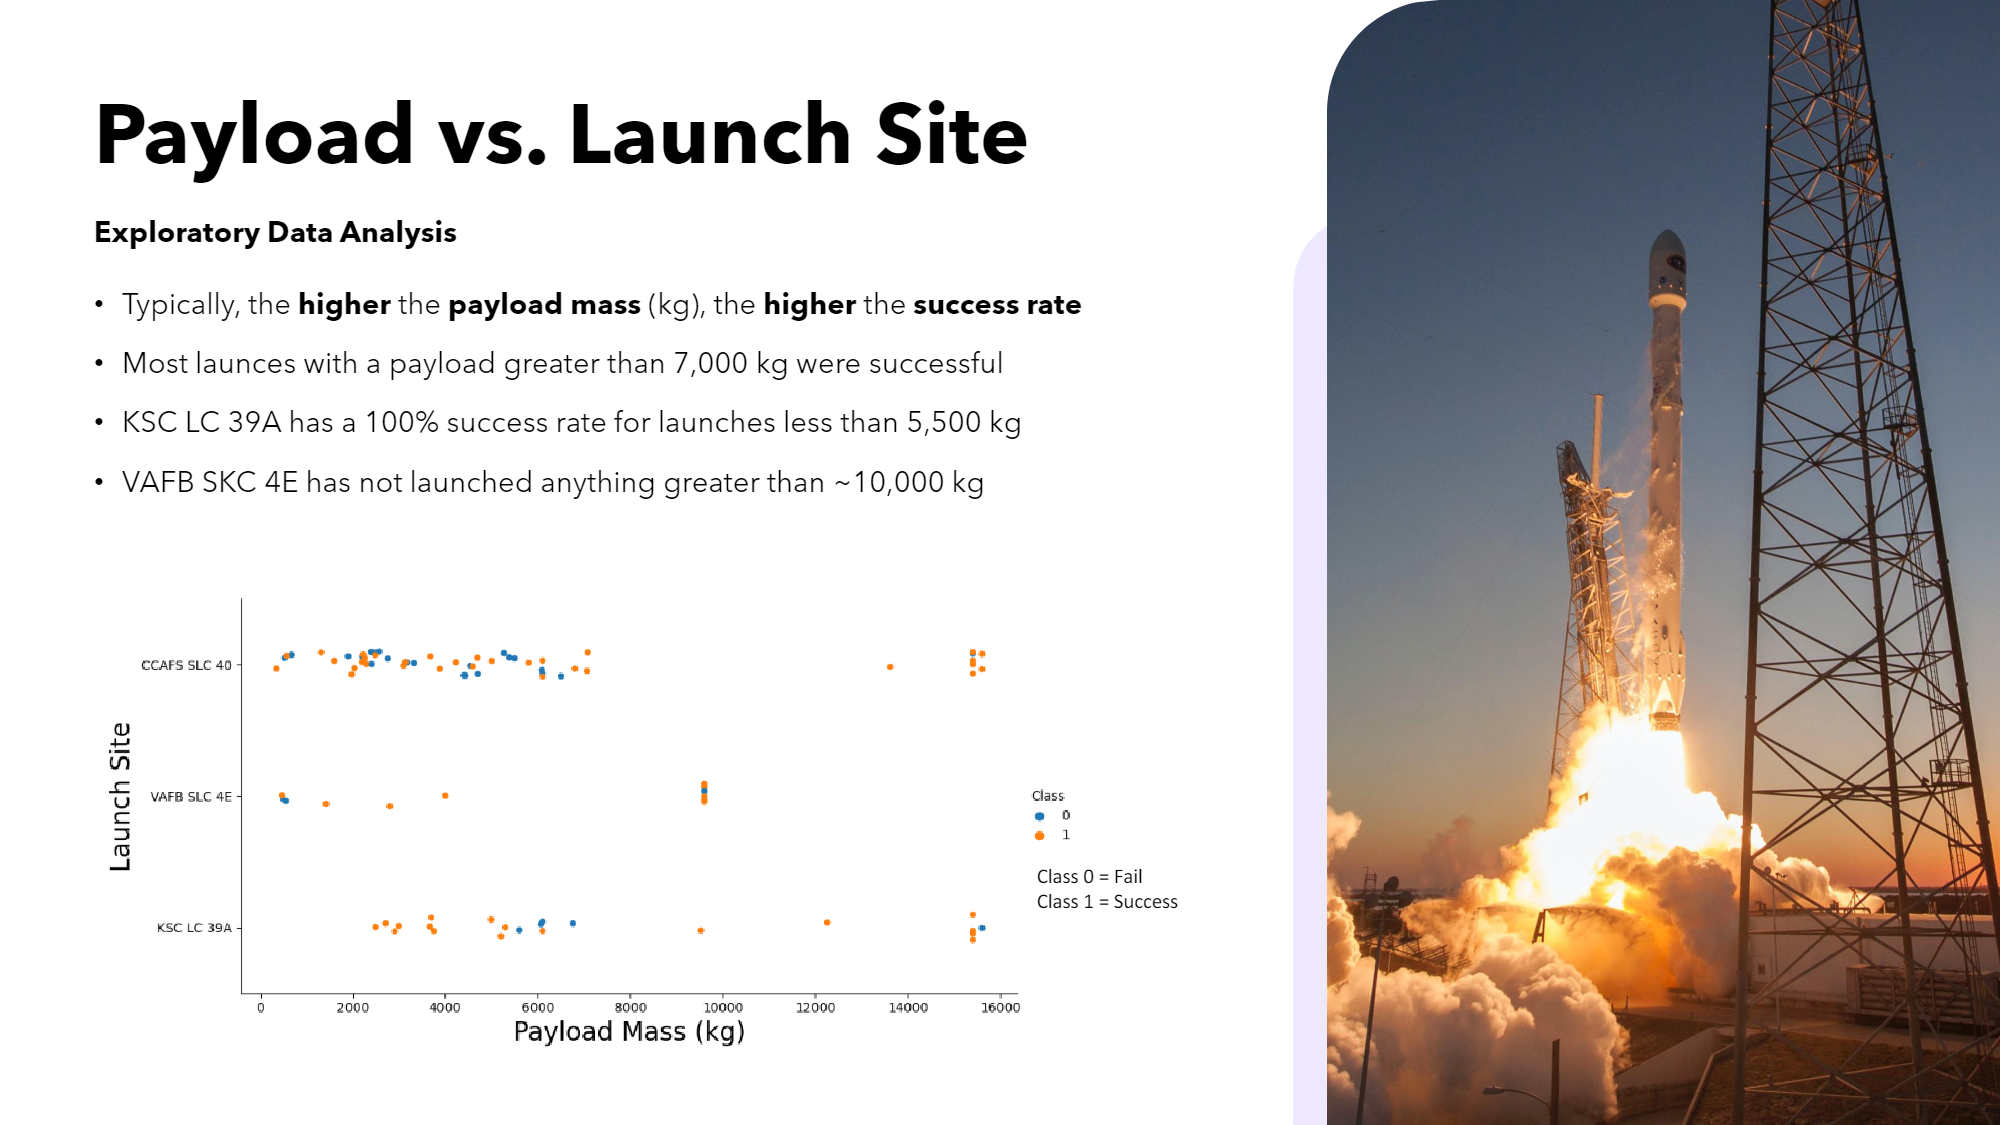 Payload vs. Launch Site
Exploratory Data Analysis
• Typically, the higher the payload mass (kg), the higher the success rate
• Most launces with a payload greater than 7,000 kg were successful
• KSC LC 39A has a 100% success rate for launches less than 5,500 kg
• VAFB SKC 4E has not launched anything greater than ~10,000 kg
Launch Site
CCAFS SLC 40
VAFB SLC 4E
KSC LC 39A
0 2000 4000 6000 8000 10000 12000 14000 16000
Payload Mass (kg)
Class
0
1
Class 0 = Fail
Class 1 = Success